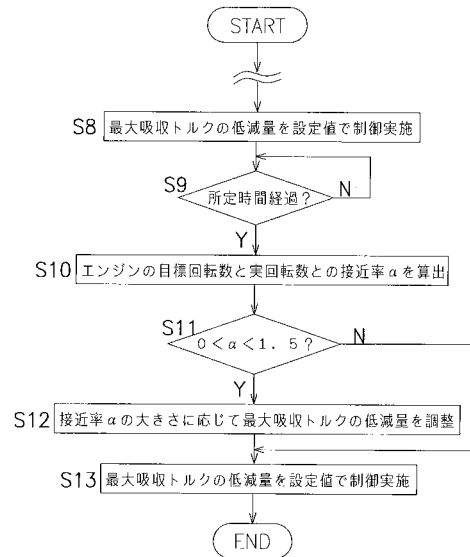 START
S8 最大吸収トルクの低減量を設定値で制御実施
S9 所定時間経過? N
Y
S10 エンジンの目標回転数と実回転数との接近率αを算出
S11 0<α<1.5? N
Y
S12 接近率αの大きさに応じて最大吸収トルクの低減量を調整
S13 最大吸収トルクの低減量を設定値で制御実施
END